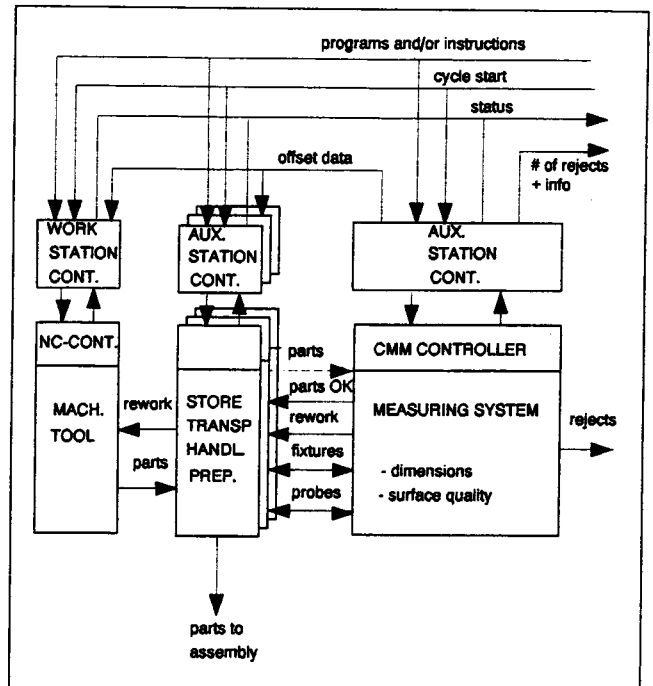 programs and/or instructions
cycle start
status
offset data
# of rejects
+ info
WORK
STATION
CONT.
AUX.
STATION
CONT.
AUX.
STATION
CONT.
NC-CONT.
MACH.
TOOL
rework
parts
STORE
TRANSP
HANDL.
PREP.
parts
parts OK
rework
fixtures
probes
CMM CONTROLLER
MEASURING SYSTEM
- dimensions
- surface quality
rejects
parts to
assembly